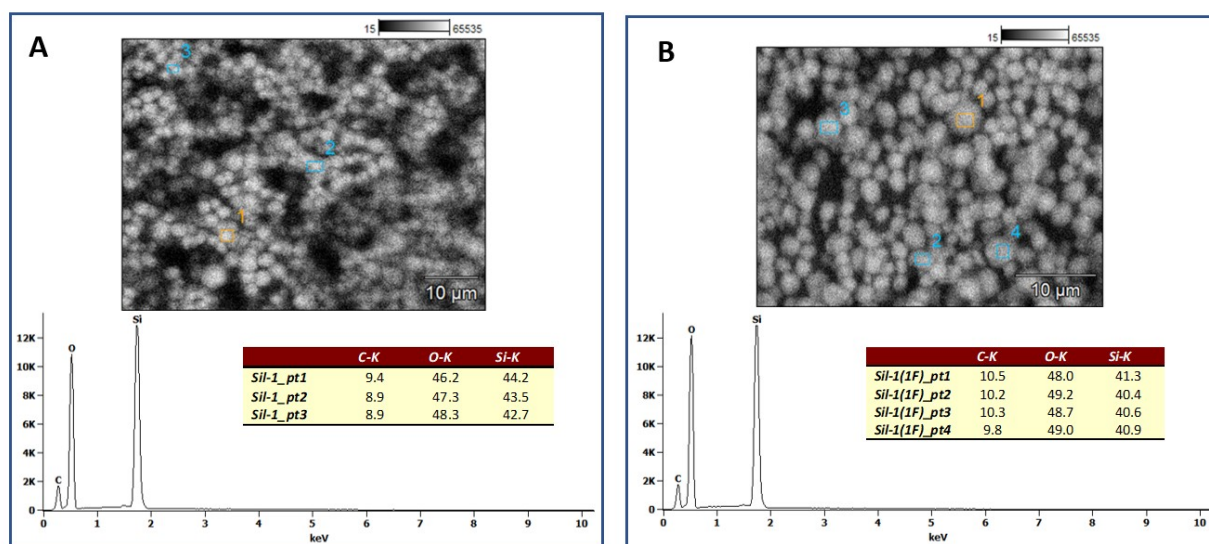 A
15 65535
3
2
1
10 µm
Si
O
C
12K
10K
8K
6K
4K
2K
0
0 1 2 3 4 5 6 7 8 9 10
keV
C-K O-K Si-K
Sil-1_pt1 9.4 46.2 44.2
Sil-1_pt2 8.9 47.3 43.5
Sil-1_pt3 8.9 48.3 42.7
B
15 65535
1
3
4
2
10 µm
Si
O
C
12K
10K
8K
6K
4K
2K
0
0 1 2 3 4 5 6 7 8 9 10
keV
C-K O-K Si-K
Sil-1(1F)_pt1 10.5 48.0 41.3
Sil-1(1F)_pt2 10.2 49.2 40.4
Sil-1(1F)_pt3 10.3 48.7 40.6
Sil-1(1F)_pt4 9.8 49.0 40.9